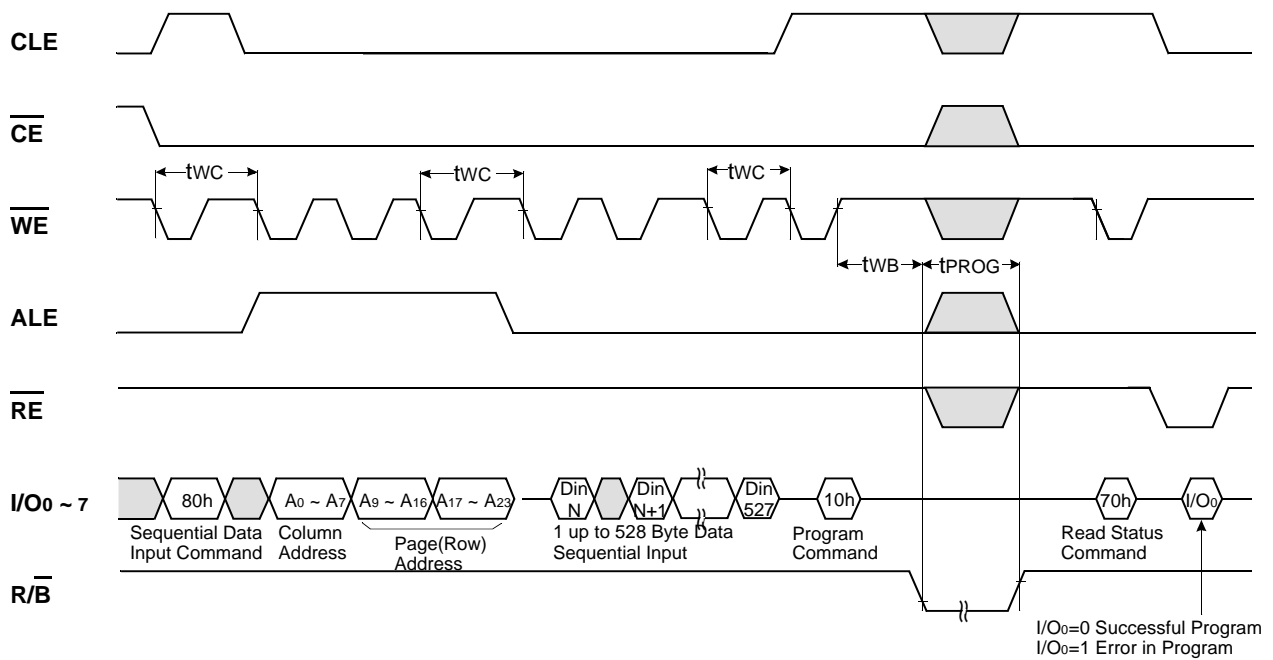 CLE
CE
tWC tWC tWC
WE
tWB tPROG
ALE
RE
I/O0 ~ 7
80h A0 ~ A7 A9 ~ A16 A17 ~ A23 Din N Din N+1 Din 527 10h 70h I/O0
Sequential Data
Input Command
Column
Address
Page(Row)
Address
1 up to 528 Byte Data
Sequential Input
Program
Command
Read Status
Command
R/B
I/O0=0 Successful Program
I/O0=1 Error in Program